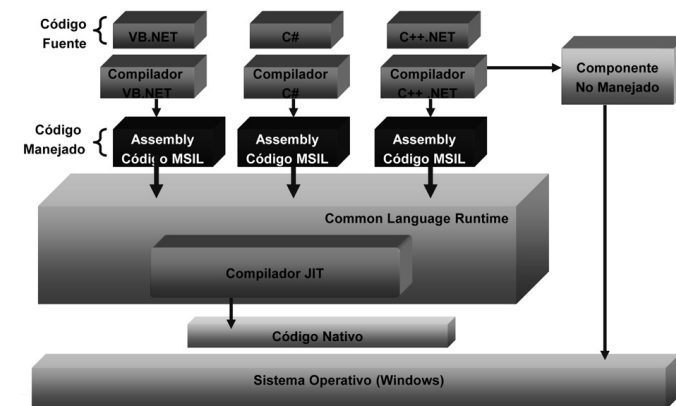 Código
Fuente
VB.NET
C#
C++.NET
Compilador
VB.NET
Compilador
C#
Compilador
C++ .NET
Componente
No Manejado
Código
Manejado
Assembly
Código MSIL
Assembly
Código MSIL
Assembly
Código MSIL
Common Language Runtime
Compilador JIT
Código Nativo
Sistema Operativo (Windows)